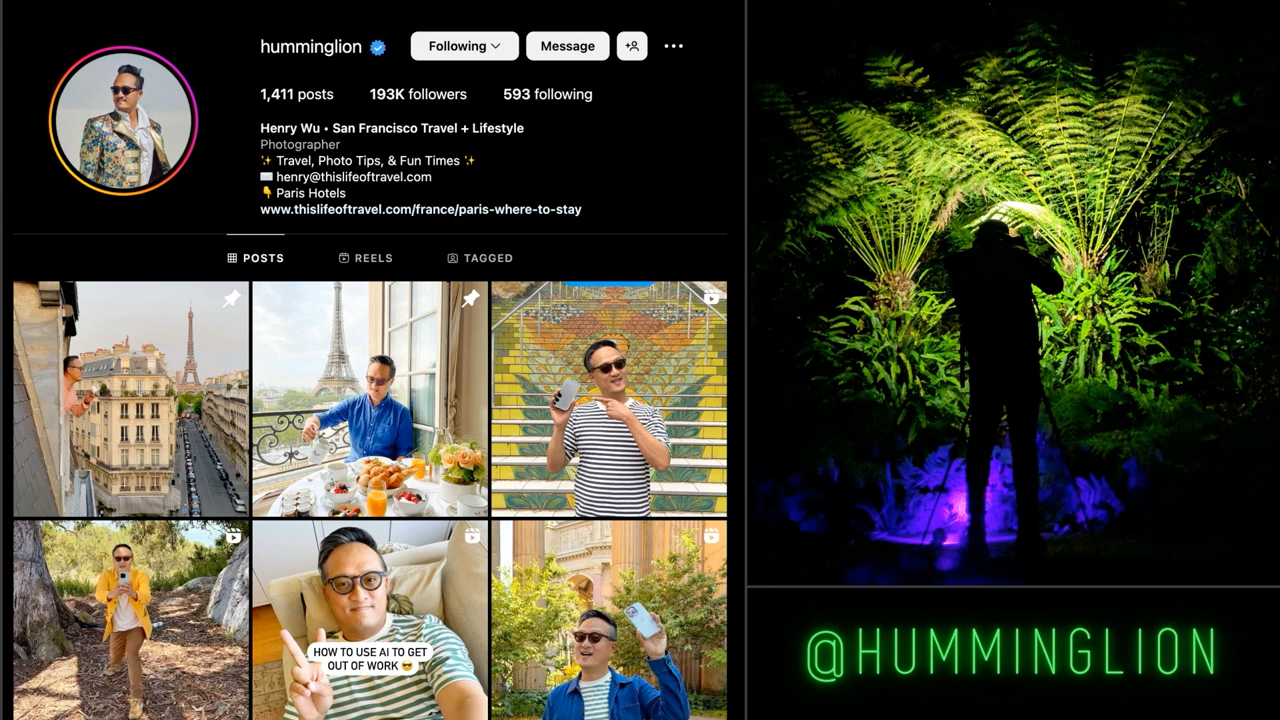 humminglion
Following
Message
1,411 posts
193K followers
593 following
Henry Wu • San Francisco Travel + Lifestyle
Photographer
✨ Travel, Photo Tips, & Fun Times ✨
✉️ henry@thislifeoftravel.com
👇 Paris Hotels
www.thislifeoftravel.com/france/paris-where-to-stay
POSTS
REELS
TAGGED
HOW TO USE AI TO GET
OUT OF WORK 😎
@HUMMINGLION